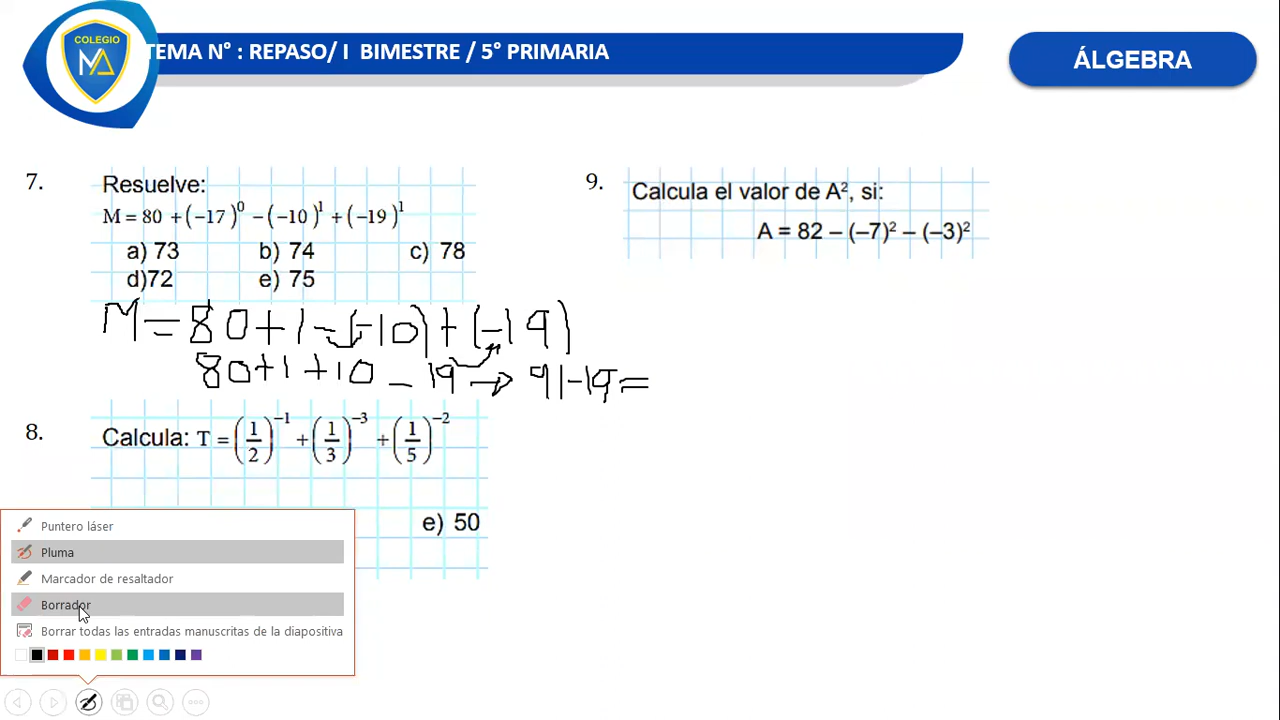 COLEGIO
MA
TEMA N° : REPASO/ I BIMESTRE / 5° PRIMARIA
ÁLGEBRA
7.
Resuelve:
M = 80 + (−17)⁰ − (−10)¹ + (−19)¹
a) 73 b) 74 c) 78
d)72 e) 75
M = 80 + 1 - (-10) + (-19)
80 + 1 + 10 - 19 → 91 - 19 =
8.
Calcula: T = (1/2)⁻¹ + (1/3)⁻³ + (1/5)⁻²
e) 50
9.
Calcula el valor de A², si:
A = 82 – (–7)² – (–3)²
Puntero láser
Pluma
Marcador de resaltador
Borrador
Borrar todas las entradas manuscritas de la diapositiva